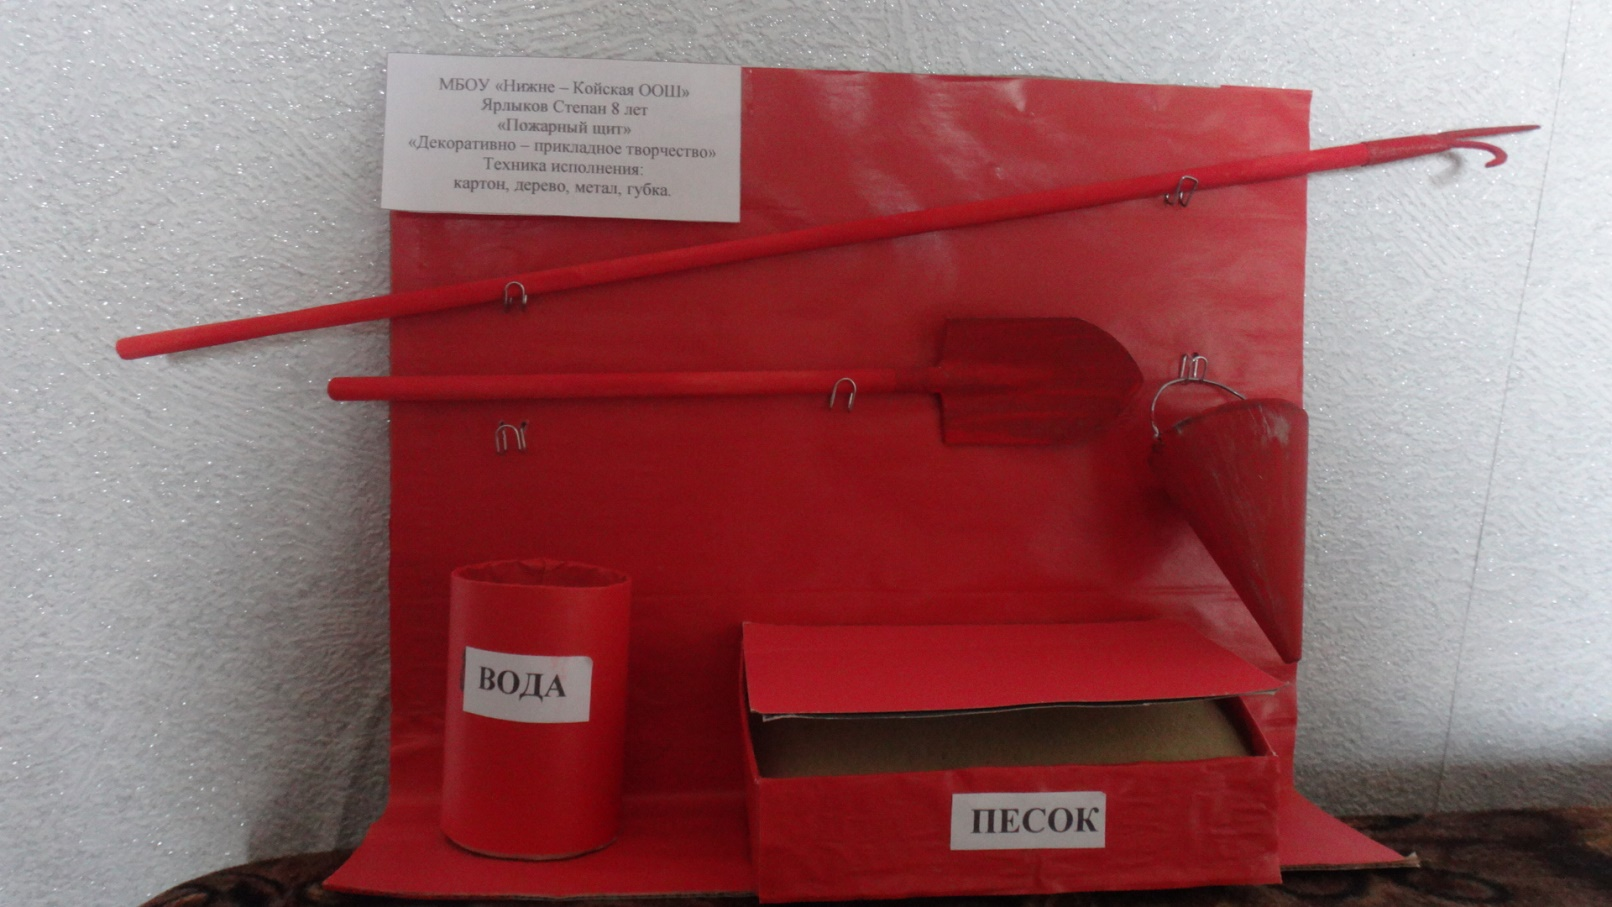 МБОУ «Нижне – Койская ООШ»
Ярлыков Степан 8 лет
«Пожарный щит»
«Декоративно – прикладное творчество»
Техника исполнения:
картон, дерево, метал, губка.
ВОДА
ПЕСОК